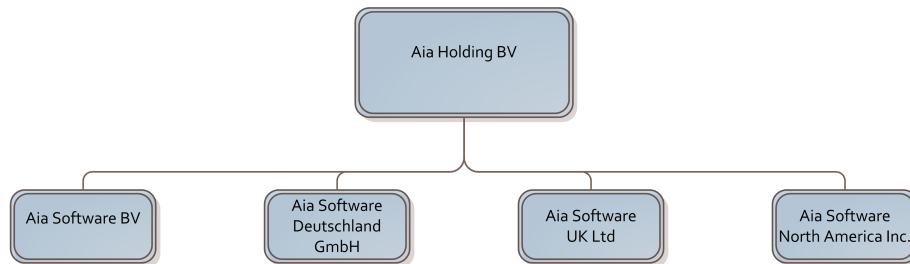 Aia Holding BV
Aia Software BV
Aia Software
Deutschland
GmbH
Aia Software
UK Ltd
Aia Software
North America Inc.